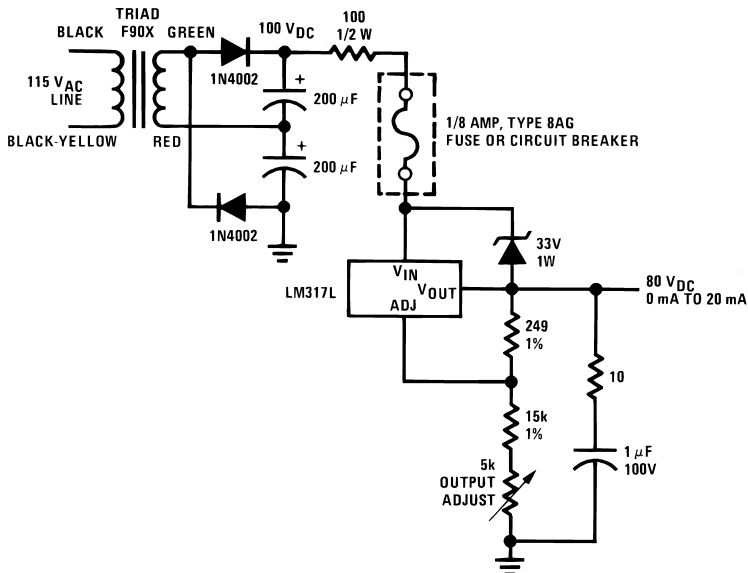 TRIAD
F90X
BLACK
GREEN
100 VDC
100
1/2 W
1N4002
+
200 µF
115 VAC
LINE
1/8 AMP, TYPE 8AG
FUSE OR CIRCUIT BREAKER
BLACK-YELLOW
RED
+
200 µF
1N4002
33V
1W
LM317L
VIN
VOUT
ADJ
80 VDC
0 mA TO 20 mA
249
1%
10
15k
1%
5k
OUTPUT
ADJUST
1 µF
100V